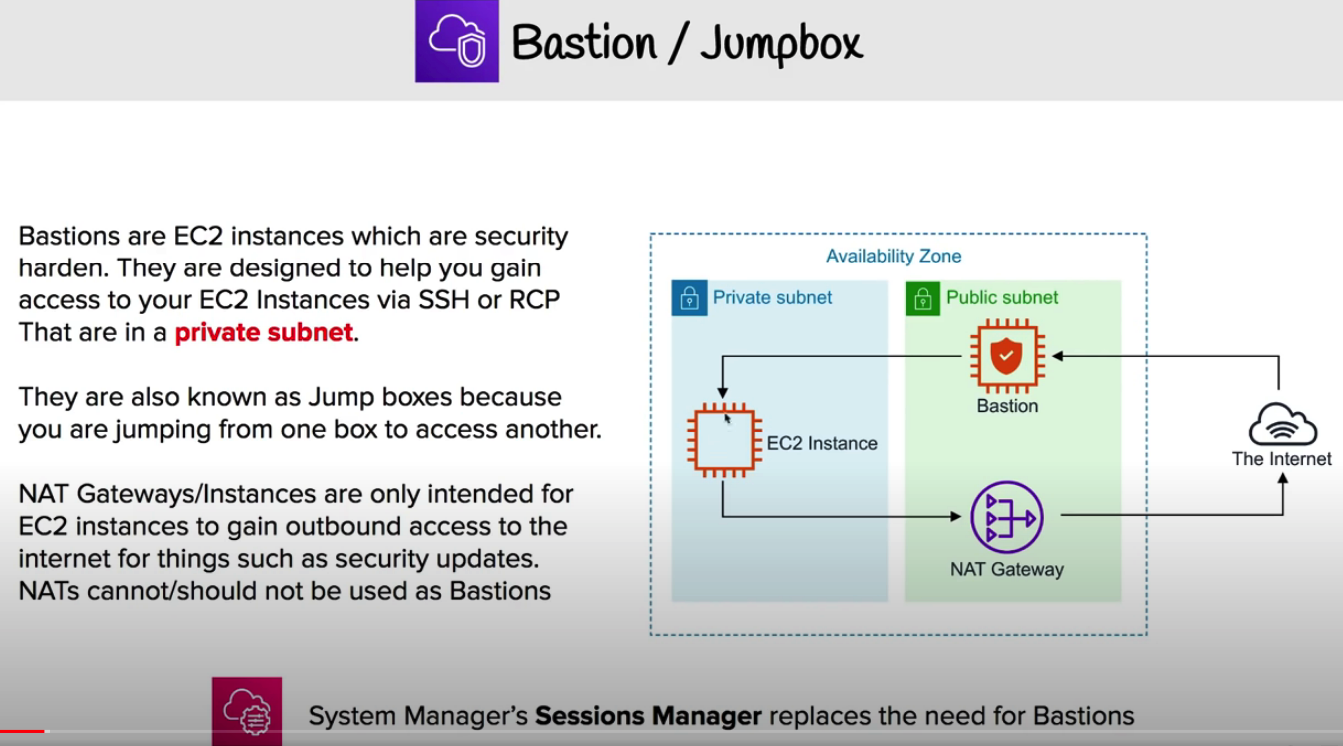 Bastion / Jumpbox
Bastions are EC2 instances which are security
harden. They are designed to help you gain
access to your EC2 Instances via SSH or RCP
That are in a private subnet.
They are also known as Jump boxes because
you are jumping from one box to access another.
NAT Gateways/Instances are only intended for
EC2 instances to gain outbound access to the
internet for things such as security updates.
NATs cannot/should not be used as Bastions
Availability Zone
Private subnet
Public subnet
Bastion
EC2 Instance
The Internet
NAT Gateway
System Manager's Sessions Manager replaces the need for Bastions